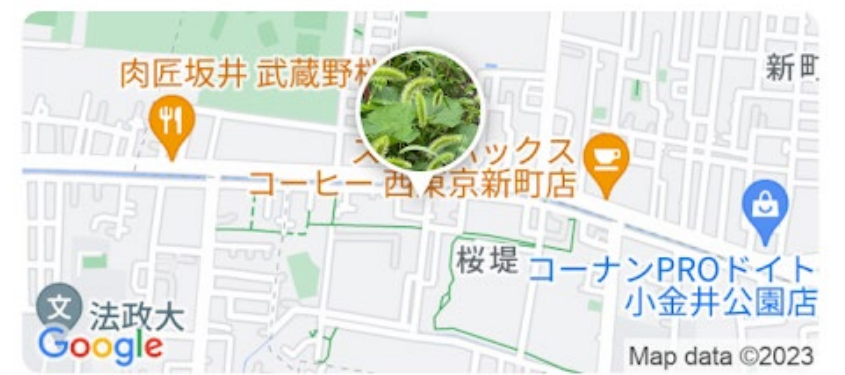 肉匠坂井 武蔵野桜
新町
ックス
コーヒー 西東京新町店
桜堤
コーナンPROドイト
小金井公園店
法政大
Google
Map data ©2023